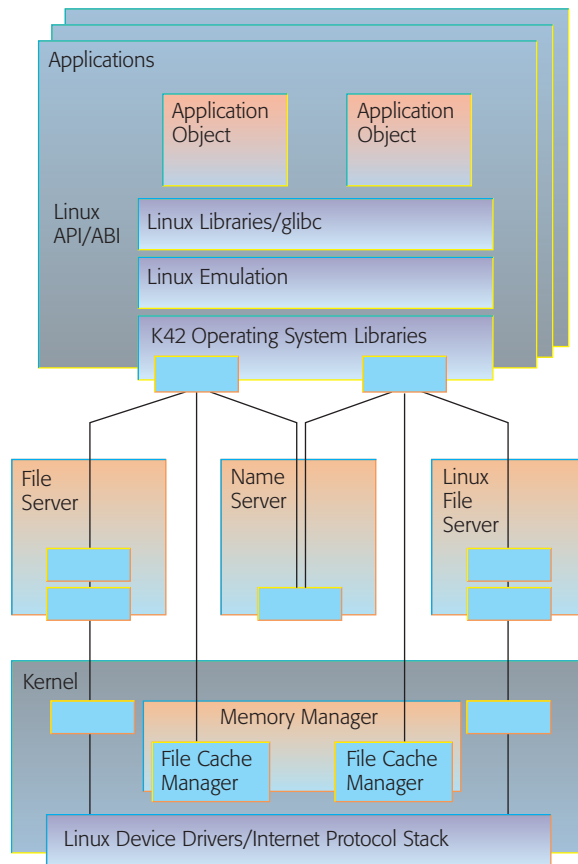 Applications
Application
Object
Application
Object
Linux
API/ABI
Linux Libraries/glibc
Linux Emulation
K42 Operating System Libraries
File
Server
Name
Server
Linux
File
Server
Kernel
Memory Manager
File Cache
Manager
File Cache
Manager
Linux Device Drivers/Internet Protocol Stack